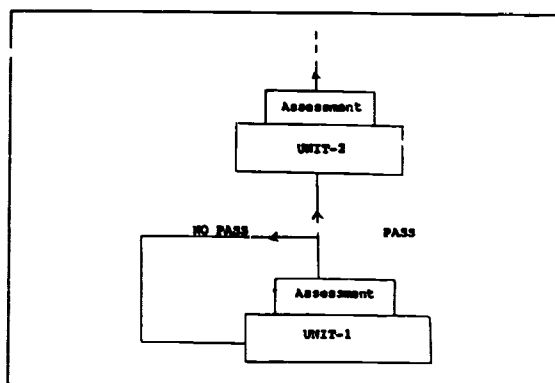 Assessment
UNIT-2
NO PASS PASS
Assessment
UNIT-1